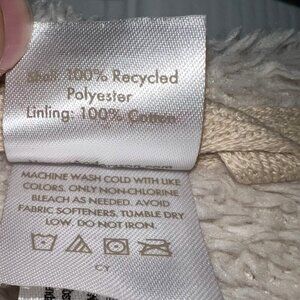 Shell: 100% Recycled
Polyester
Linling: 100% Cotton
MACHINE WASH COLD WITH LIKE
COLORS. ONLY NON-CHLORINE
BLEACH AS NEEDED. AVOID
FABRIC SOFTENERS. TUMBLE DRY
LOW. DO NOT IRON.
CY